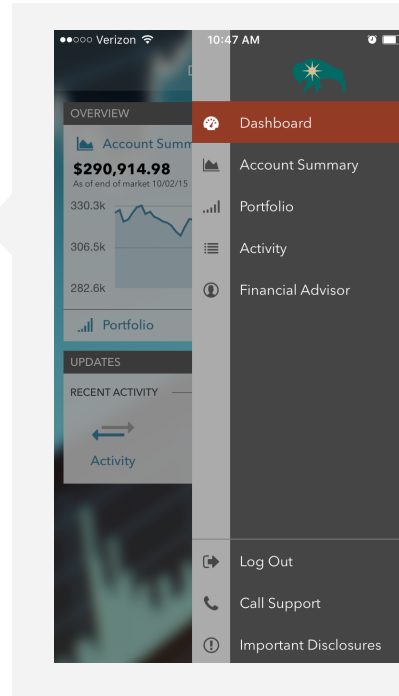 Verizon 10:47 AM
D
OVERVIEW
Account Summ
$290,914.98
As of end of market 10/02/15
330.3k
306.5k
282.6k
Portfolio
UPDATES
RECENT ACTIVITY
Activity
Dashboard
Account Summary
Portfolio
Activity
Financial Advisor
Log Out
Call Support
Important Disclosures